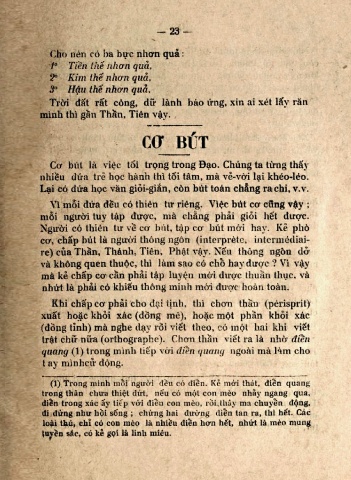 — 23 —
Cho nên có ba bực nhơn quả :
1º Tiền thế nhơn quả.
2º Kim thế nhơn quả.
3º Hậu thế nhơn quả.
Trời đất rất công, dữ lành báo ứng, xin ai xét lấy răn
mình thì gần Thần, Tiên vậy.
CƠ BÚT
Cơ bút là việc tối trọng trong Đạo. Chúng ta từng thấy
nhiều đứa trẻ học hành thì tối tăm, mà vẽ-vời lại khéo-léo.
Lại có đứa học văn giỏi-giắn, còn bút toán chẳng ra chi, v.v.
Vì mỗi đứa đều có thiên tư riêng. Việc bút cơ cũng vậy ;
mỗi người tuy tập được, mà chẳng phải giỏi hết được.
Người có thiên tư về cơ bút, tập cơ bút mới hay. Kẻ phò
cơ, chấp bút là người thông ngôn (interprète, intermédiai-
re) của Thần, Thánh, Tiên, Phật vậy. Nếu thông ngôn dở
và không quen thuộc, thì làm sao có chỗ hay được ? Vì vậy
mà kẻ chấp cơ cần phải tập luyện mới được thuần thục, và
nhứt là phải có khiếu thông minh mới được hoàn toàn.
Khi chấp cơ phải cho đại tịnh, thì chơn thần (périsprit)
xuất hoặc khỏi xác (đồng mê), hoặc một phần khỏi xác
(đồng tỉnh) mà nghe dạy rồi viết theo, có một hai khi viết
trật chữ nữa (orthographe). Chơn thần viết ra là nhờ điển
quang (1) trong mình tiếp với điển quang ngoài mà làm cho
tay mình cử động.
(1) Trong mình mỗi người đều có điển. Kẻ mới thát, điển quang
trong thân chưa thiệt dứt, nếu có một con mèo nhảy ngang qua,
điển trong xác ấy tiếp với điển con mèo, rồi thây ma chuyển động,
đi đứng như hồi sống ; chừng hai đường điển tan ra, thì hết. Các
loài thú, chỉ có con mèo là nhiều điển hơn hết, nhứt là mèo mung
tuyền sắc, có kẻ gọi là linh miêu.